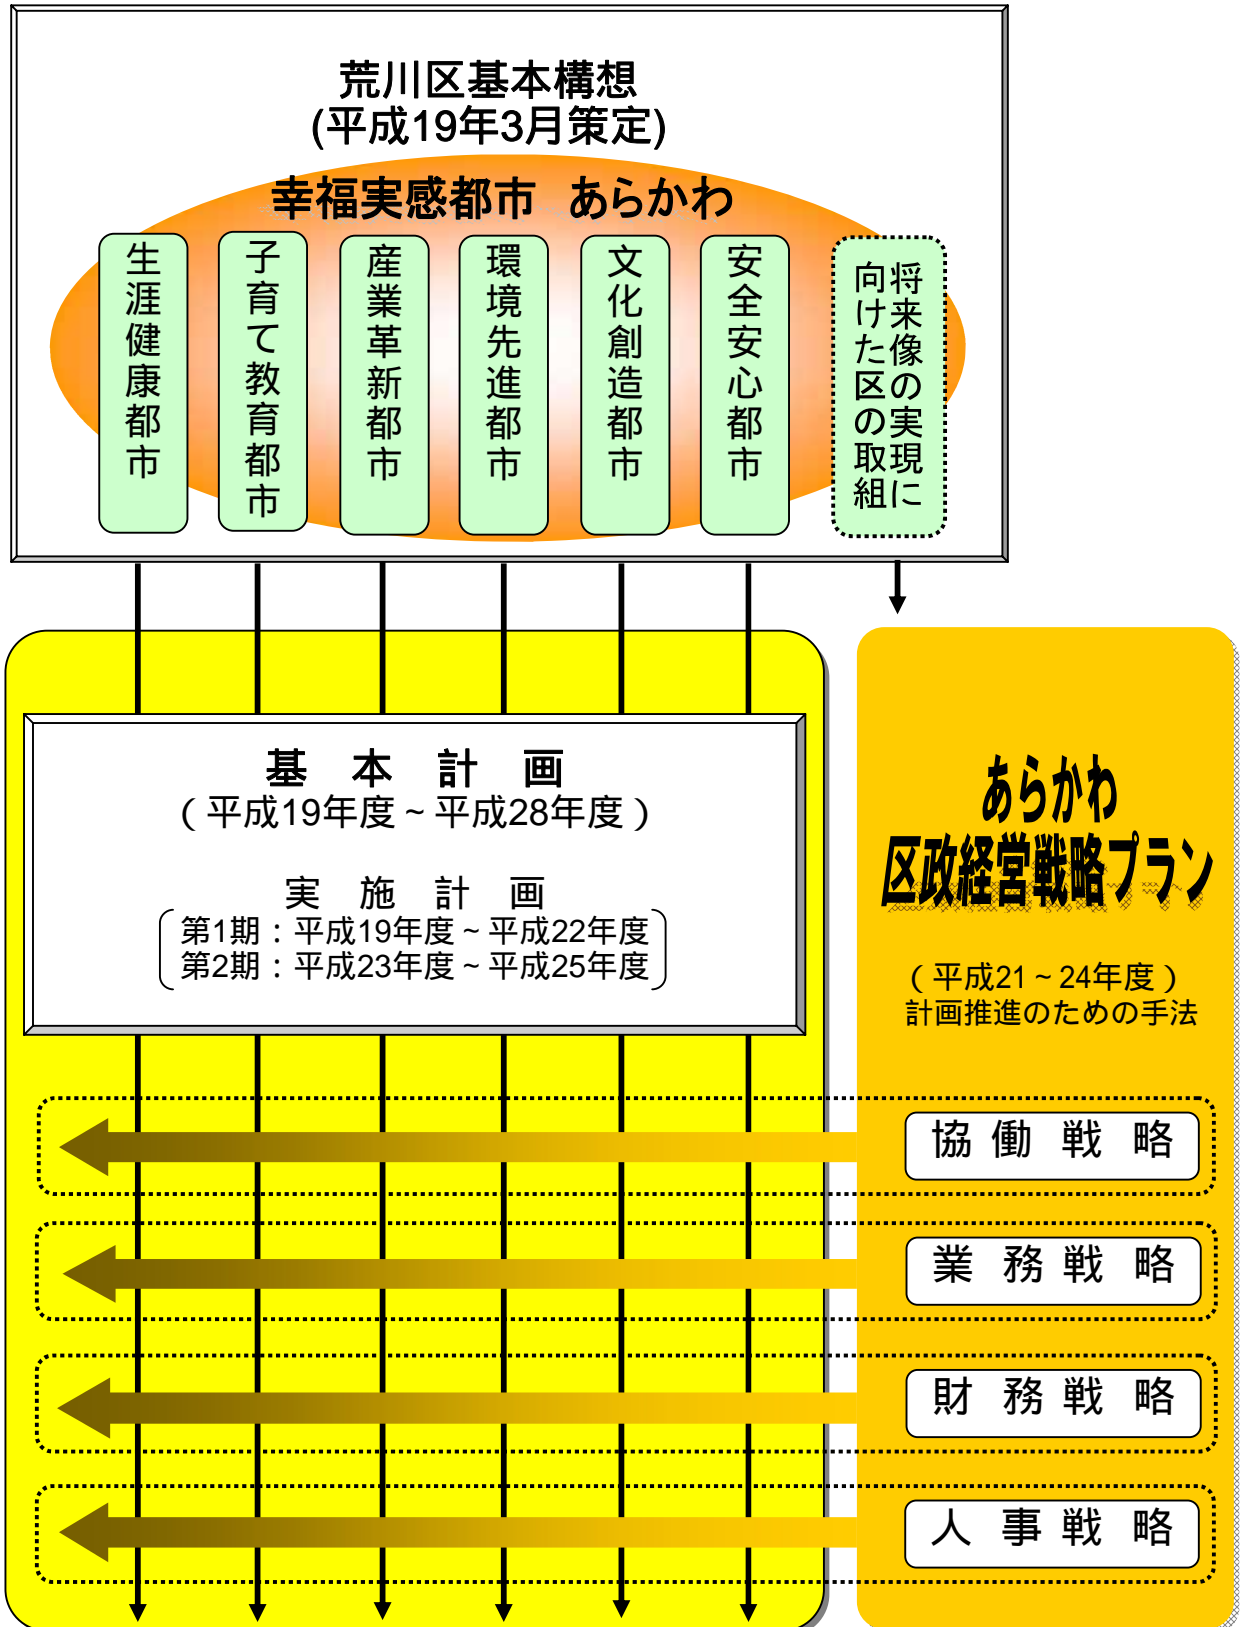 荒川区基本構想
(平成19年3月策定)
幸福実感都市　あらかわ
生涯健康都市
子育て教育都市
産業革新都市
環境先進都市
文化創造都市
安全安心都市
将来像の実現に
向けた区の取組
基　本　計　画
（平成19年度～平成28年度）
実　施　計　画
第1期：平成19年度～平成22年度
第2期：平成23年度～平成25年度
あらかわ
区政経営戦略プラン
（平成21～24年度）
計画推進のための手法
協 働 戦 略
業 務 戦 略
財 務 戦 略
人 事 戦 略